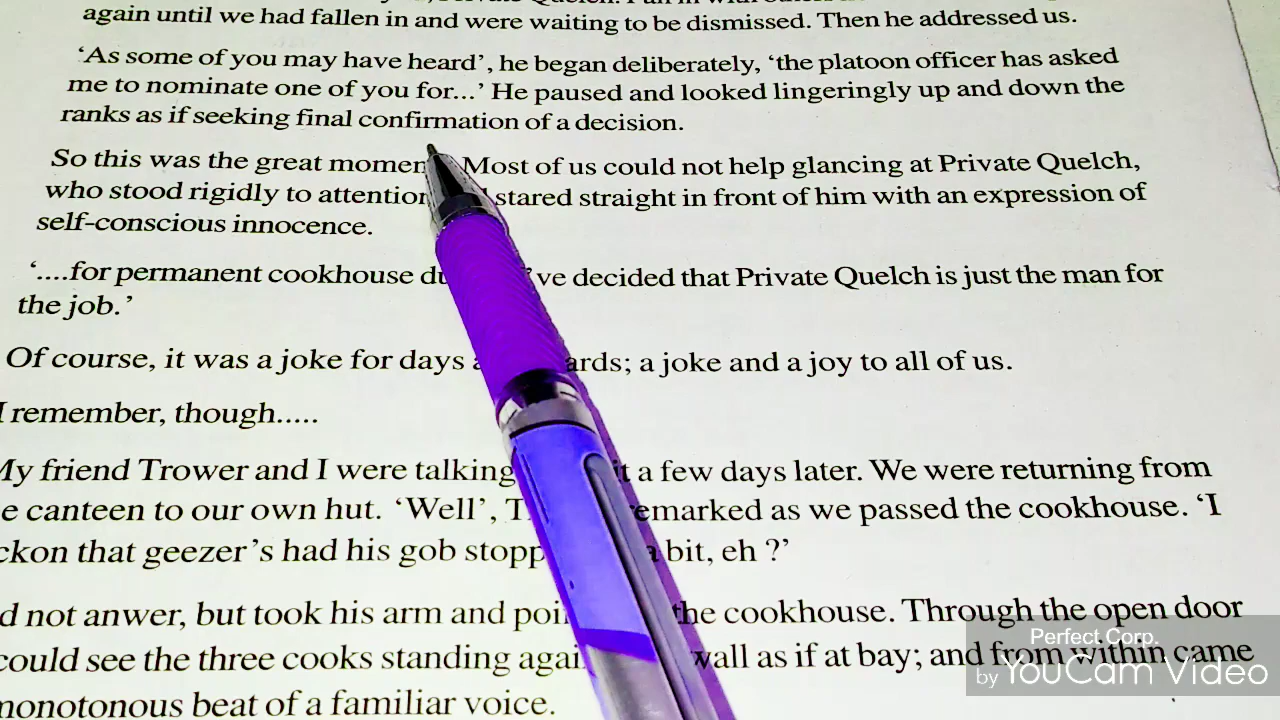 again until we had fallen in and were waiting to be dismissed. Then he addressed us.
‘As some of you may have heard’, he began deliberately, ‘the platoon officer has asked
me to nominate one of you for...’ He paused and looked lingeringly up and down the
ranks as if seeking final confirmation of a decision.
So this was the great momen Most of us could not help glancing at Private Quelch,
who stood rigidly to attention stared straight in front of him with an expression of
self-conscious innocence.
‘....for permanent cookhouse du ’ve decided that Private Quelch is just the man for
the job.’
Of course, it was a joke for days ards; a joke and a joy to all of us.
I remember, though.....
My friend Trower and I were talking it a few days later. We were returning from
e canteen to our own hut. ‘Well’, T emarked as we passed the cookhouse. ‘I
ckon that geezer’s had his gob stopp a bit, eh ?’
d not anwer, but took his arm and poi the cookhouse. Through the open door
could see the three cooks standing agai wall as if at bay; and from within came
monotonous beat of a familiar voice.
Perfect Corp.
by YouCam Video